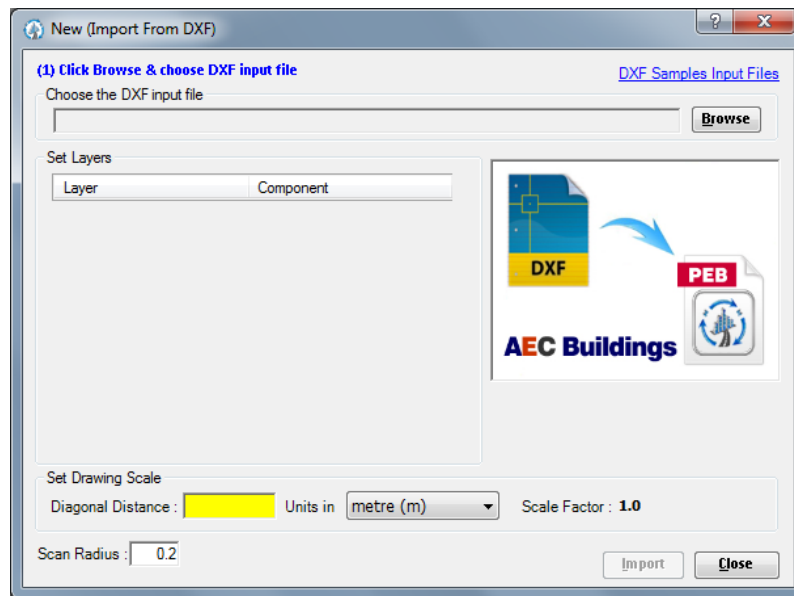 New (Import From DXF)
?
X
(1) Click Browse & choose DXF input file
DXF Samples Input Files
Choose the DXF input file
Browse
Set Layers
Layer Component
DXF
PEB
AEC Buildings
Set Drawing Scale
Diagonal Distance : Units in metre (m) Scale Factor : 1.0
Scan Radius : 0.2
Import Close